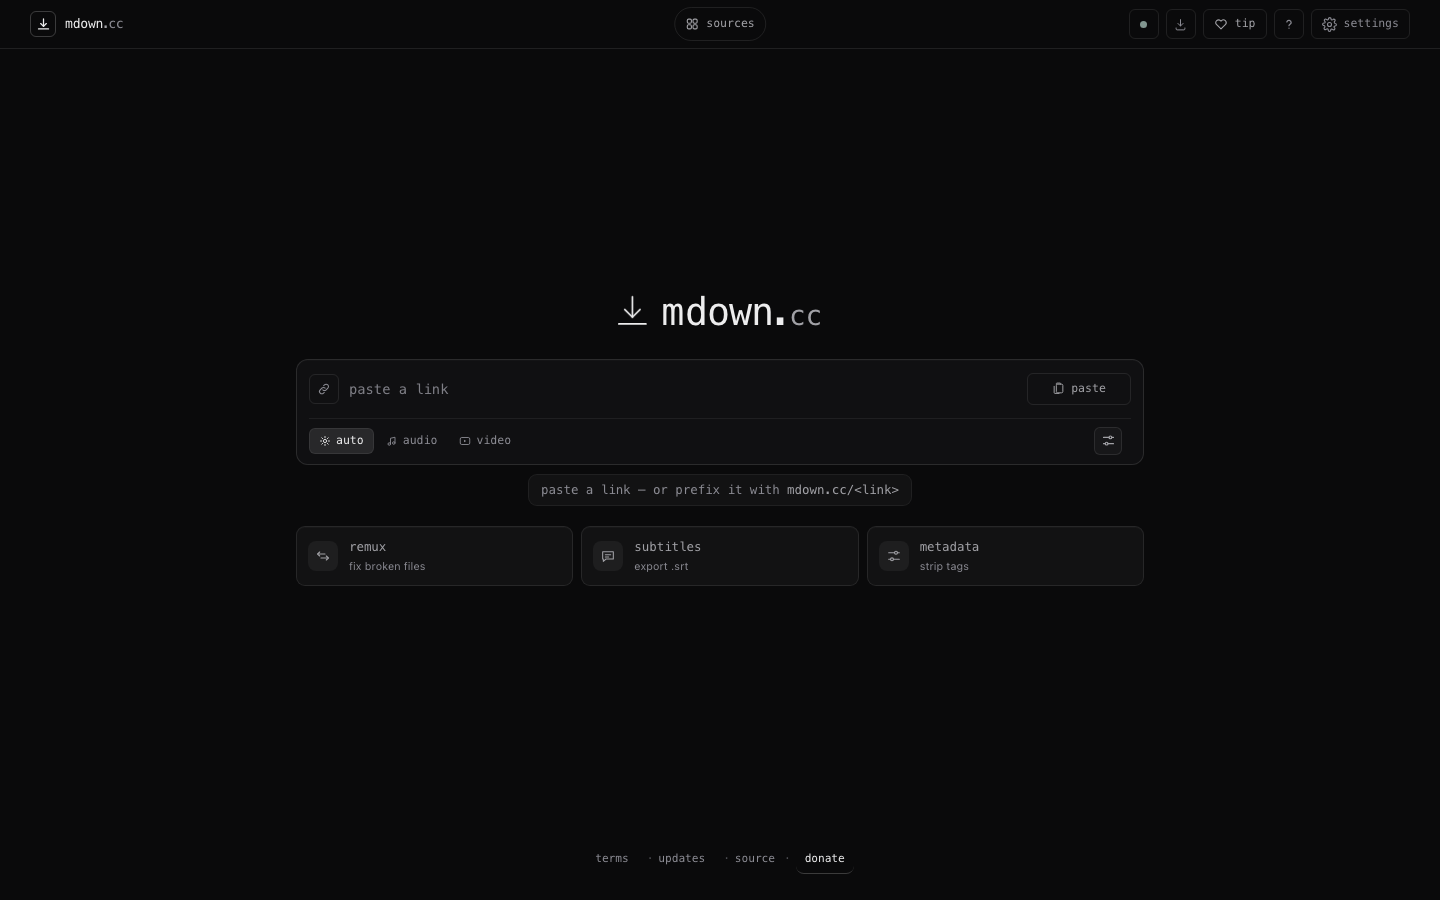 mdown.cc
sources
tip
?
settings
mdown.cc
paste a link
paste
auto
audio
video
paste a link — or prefix it with mdown.cc/<link>
remux
fix broken files
subtitles
export .srt
metadata
strip tags
terms · updates · source · donate